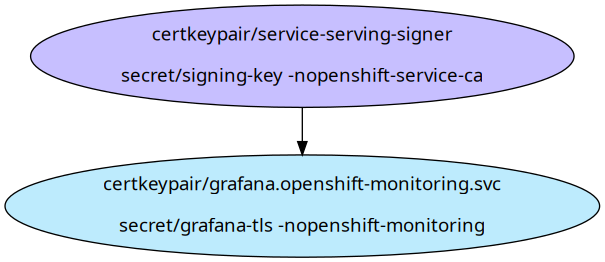 certkeypair/service-serving-signer
secret/signing-key -nopenshift-service-ca
certkeypair/grafana.openshift-monitoring.svc
secret/grafana-tls -nopenshift-monitoring